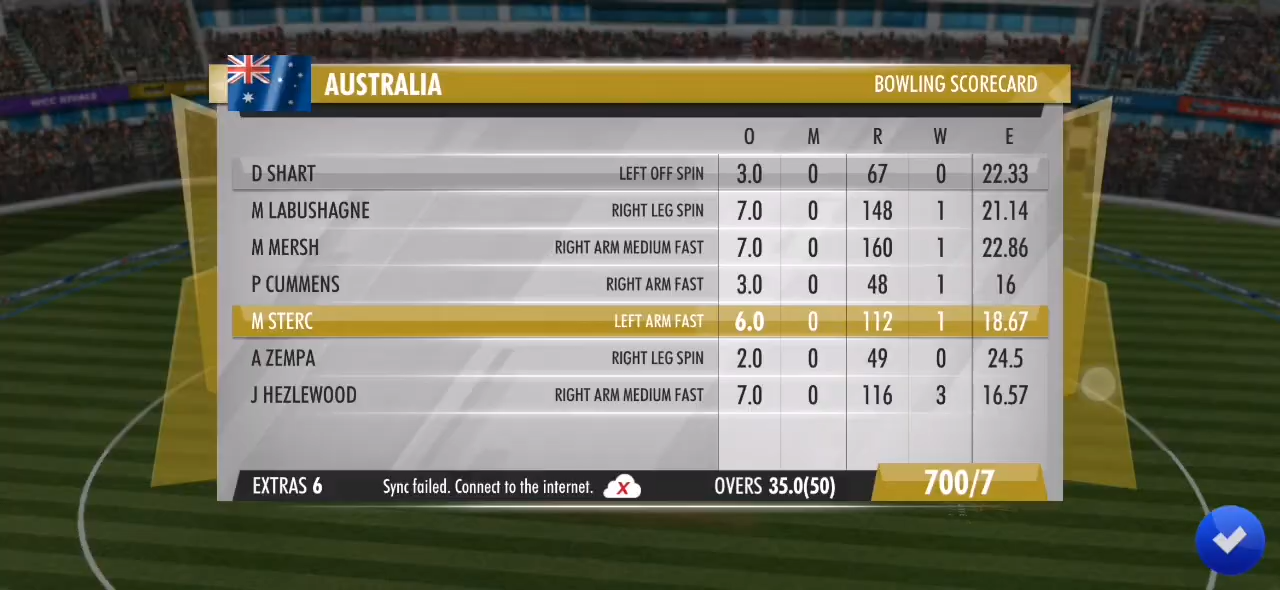 AUSTRALIA BOWLING SCORECARD
O M R W E
D SHART LEFT OFF SPIN 3.0 0 67 0 22.33
M LABUSHAGNE RIGHT LEG SPIN 7.0 0 148 1 21.14
M MERSH RIGHT ARM MEDIUM FAST 7.0 0 160 1 22.86
P CUMMENS RIGHT ARM FAST 3.0 0 48 1 16
M STERC LEFT ARM FAST 6.0 0 112 1 18.67
A ZEMPA RIGHT LEG SPIN 2.0 0 49 0 24.5
J HEZLEWOOD RIGHT ARM MEDIUM FAST 7.0 0 116 3 16.57
EXTRAS 6 Sync failed. Connect to the internet. X OVERS 35.0(50) 700/7